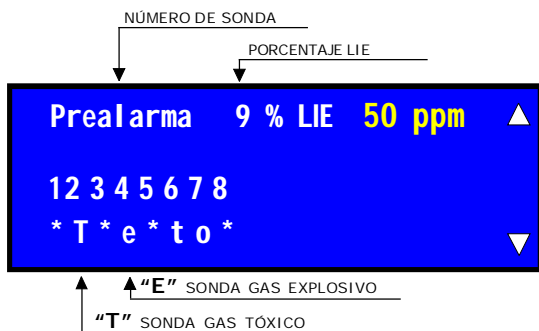 NÚMERO DE SONDA
PORCENTAJE LIE
Prealarma 9 % LIE 50 ppm
1 2 3 4 5 6 7 8
* T * e * t o *
“E” SONDA GAS EXPLOSIVO
“T” SONDA GAS TÓXICO